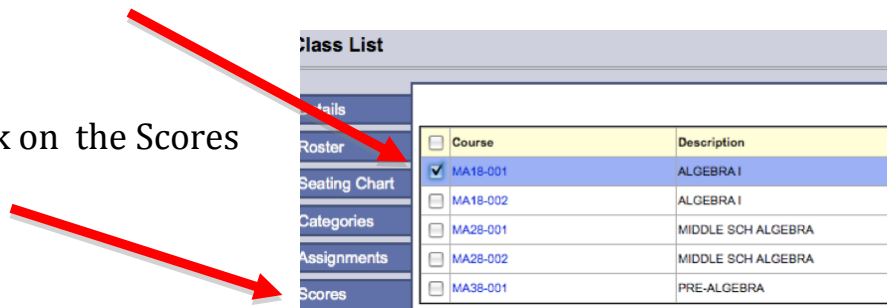 Class List
Details
k on the Scores
Roster
Course Description
MA18-001 ALGEBRA I
Seating Chart
MA18-002 ALGEBRA I
Categories
MA28-001 MIDDLE SCH ALGEBRA
Assignments
MA28-002 MIDDLE SCH ALGEBRA
Scores
MA38-001 PRE-ALGEBRA